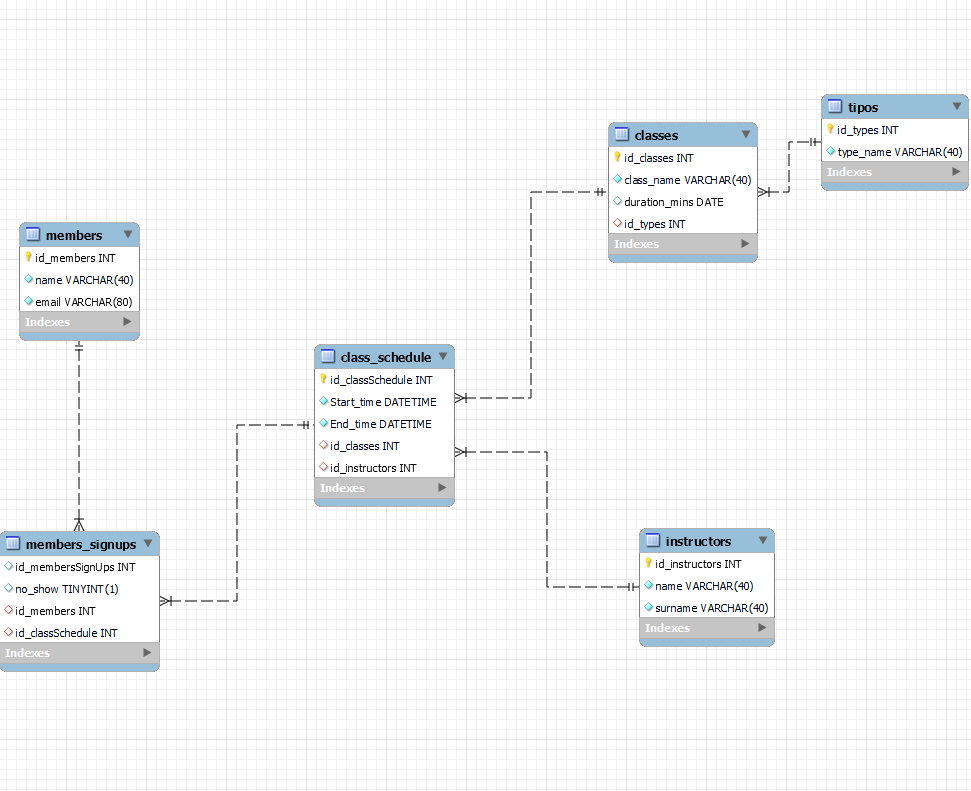 tipos
id_types INT
type_name VARCHAR(40)
Indexes
classes
id_classes INT
class_name VARCHAR(40)
duration_mins DATE
id_types INT
Indexes
members
id_members INT
name VARCHAR(40)
email VARCHAR(80)
Indexes
class_schedule
id_classSchedule INT
Start_time DATETIME
End_time DATETIME
id_classes INT
id_instructors INT
Indexes
members_signups
id_membersSignUps INT
no_show TINYINT(1)
id_members INT
id_classSchedule INT
Indexes
instructors
id_instructors INT
name VARCHAR(40)
surname VARCHAR(40)
Indexes